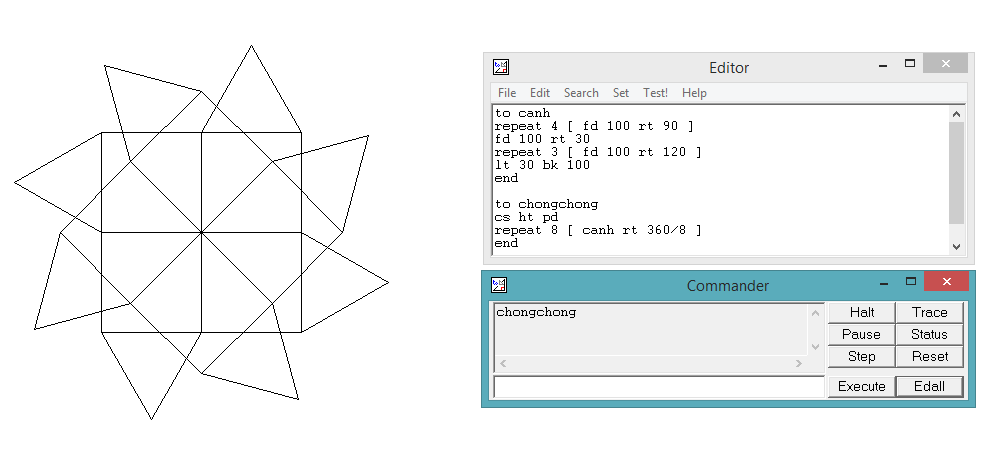 Editor
File Edit Search Set Test! Help
to canh
repeat 4 [ fd 100 rt 90 ]
fd 100 rt 30
repeat 3 [ fd 100 rt 120 ]
lt 30 bk 100
end
to chongchong
cs ht pd
repeat 8 [ canh rt 360/8 ]
end
Commander
chongchong
Halt Trace
Pause Status
Step Reset
Execute Edall